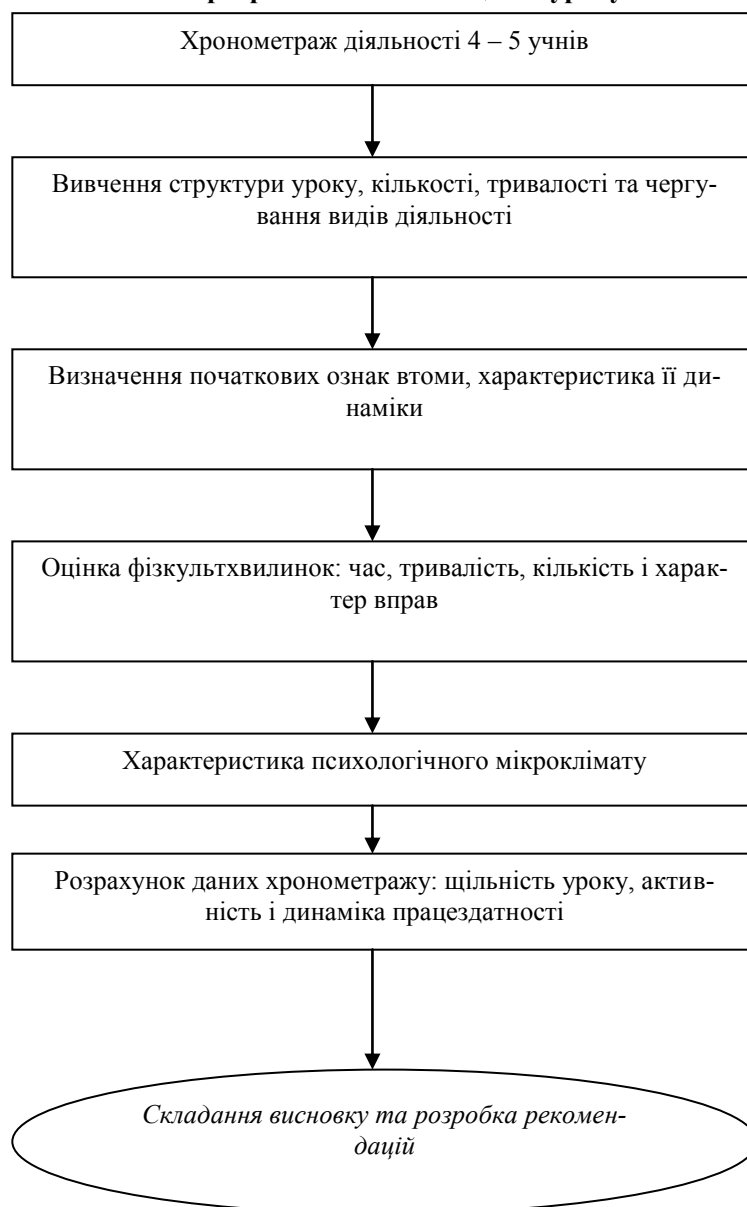 Хронометраж діяльності 4 – 5 учнів
Вивчення структури уроку, кількості, тривалості та чергу-
вання видів діяльності
Визначення початкових ознак втоми, характеристика її ди-
наміки
Оцінка фізкультхвилинок: час, тривалість, кількість і харак-
тер вправ
Характеристика психологічного мікроклімату
Розрахунок даних хронометражу: щільність уроку, актив-
ність і динаміка працездатності
Складання висновку та розробка рекомен-
дацій